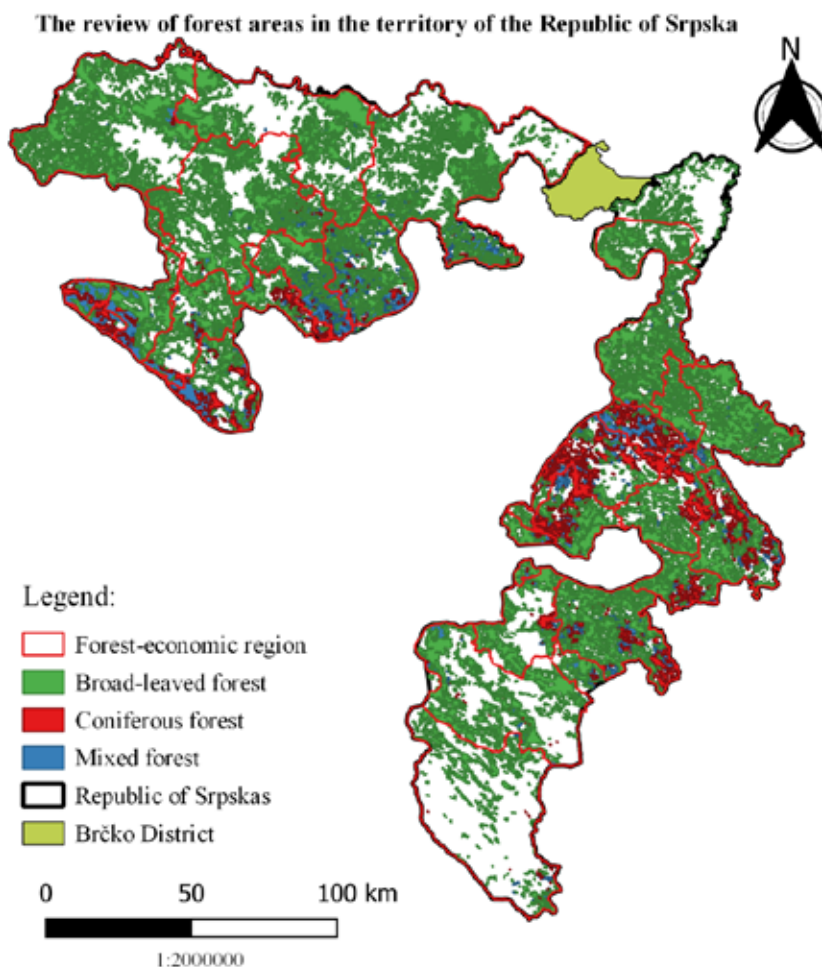 The review of forest areas in the territory of the Republic of Srpska
N
Legend:
Forest-economic region
Broad-leaved forest
Coniferous forest
Mixed forest
Republic of Srpskas
Brčko District
0 50 100 km
1:2000000